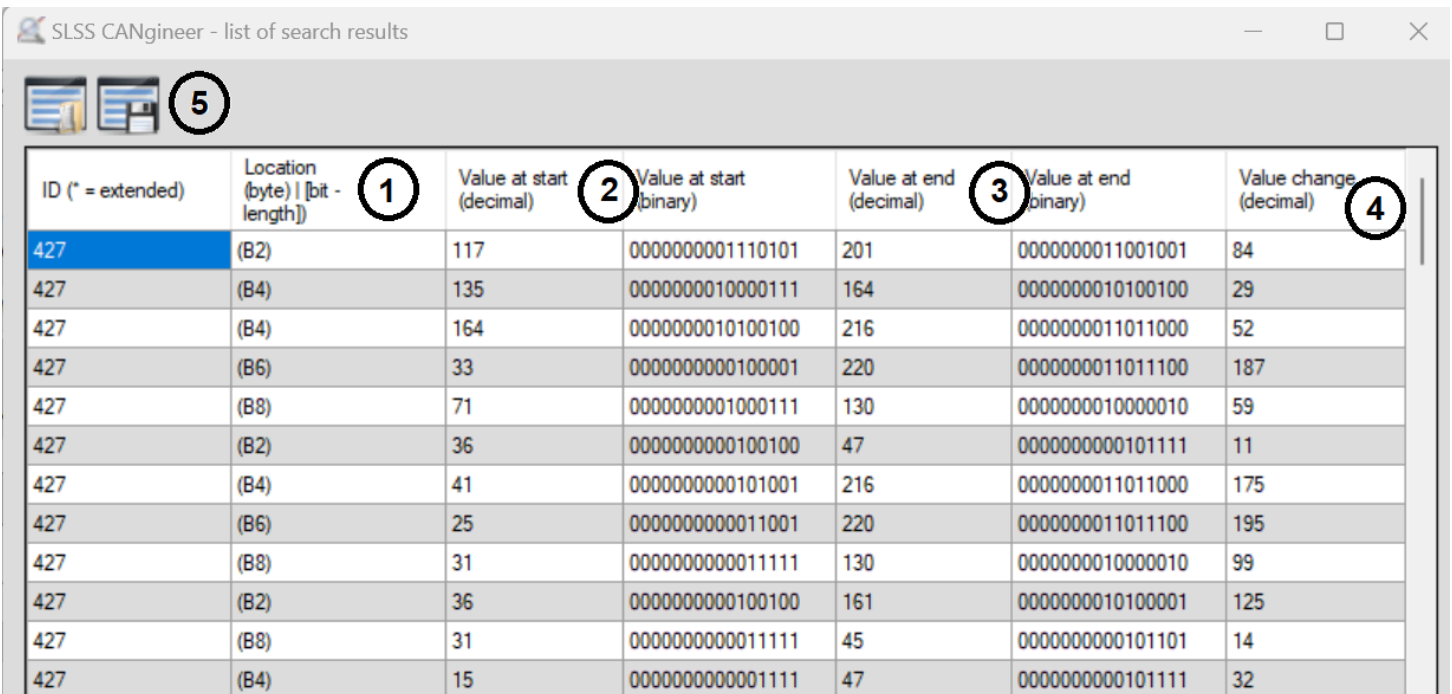 SLSS CANgineer - list of search results
5
ID (* = extended) Location (byte) | [bit - length]) 1 Value at start (decimal) 2 Value at start (binary) Value at end (decimal) 3 Value at end (binary) Value change (decimal) 4
427 (B2) 117 0000000001110101 201 0000000011001001 84
427 (B4) 135 0000000010000111 164 0000000010100100 29
427 (B4) 164 0000000010100100 216 0000000011011000 52
427 (B6) 33 0000000000100001 220 0000000011011100 187
427 (B8) 71 0000000001000111 130 0000000010000010 59
427 (B2) 36 0000000000100100 47 0000000000101111 11
427 (B4) 41 0000000000101001 216 0000000011011000 175
427 (B6) 25 0000000000011001 220 0000000011011100 195
427 (B8) 31 0000000000011111 130 0000000010000010 99
427 (B2) 36 0000000000100100 161 0000000010100001 125
427 (B8) 31 0000000000011111 45 0000000000101101 14
427 (B4) 15 0000000000001111 47 0000000000101111 32